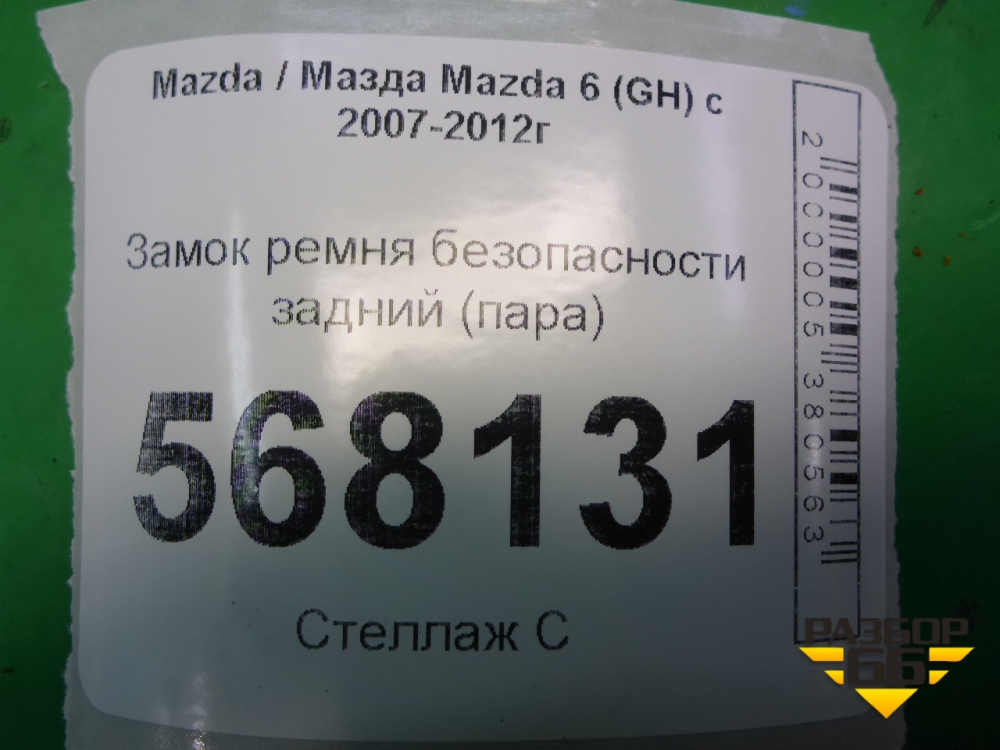 Mazda / Мазда Mazda 6 (GH) с
2007-2012г
Замок ремня безопасности
задний (пара)
568131
Стеллаж С
2000005380563
РАЗБОР
66